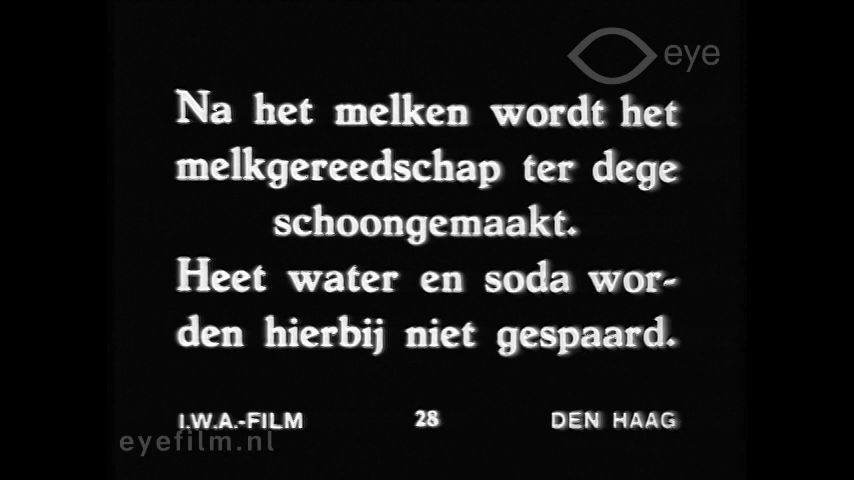 eye
Na het melken wordt het
melkgereedschap ter dege
schoongemaakt.
Heet water en soda wor-
den hierbij niet gespaard.
I.W.A.-FILM 28 DEN HAAG
eyefilm.nl